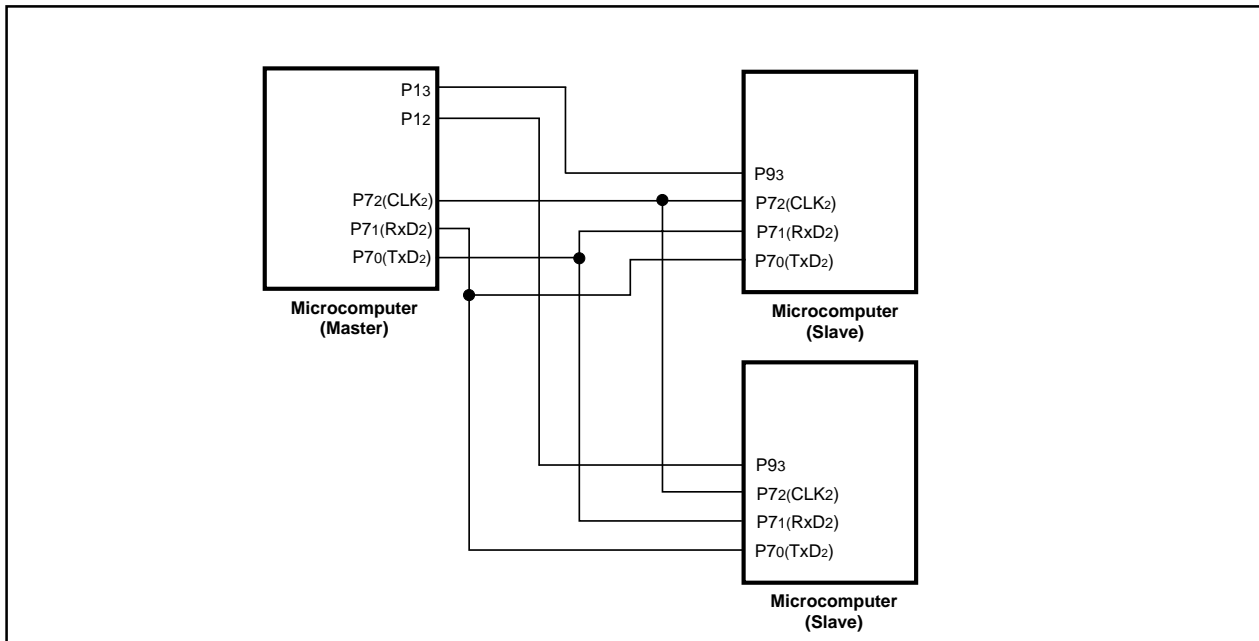 P13
P12
P72(CLK2)
P71(RxD2)
P70(TxD2)
Microcomputer
(Master)
P93
P72(CLK2)
P71(RxD2)
P70(TxD2)
Microcomputer
(Slave)
P93
P72(CLK2)
P71(RxD2)
P70(TxD2)
Microcomputer
(Slave)